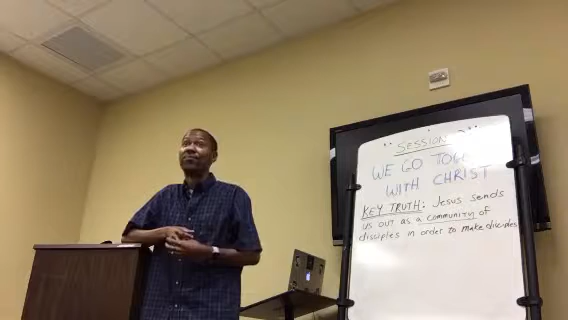 SESSION
WE GO
WITH CHRIST
KEY TRUTH: Jesus sends
us out as a community of
disciples in order to make disciples